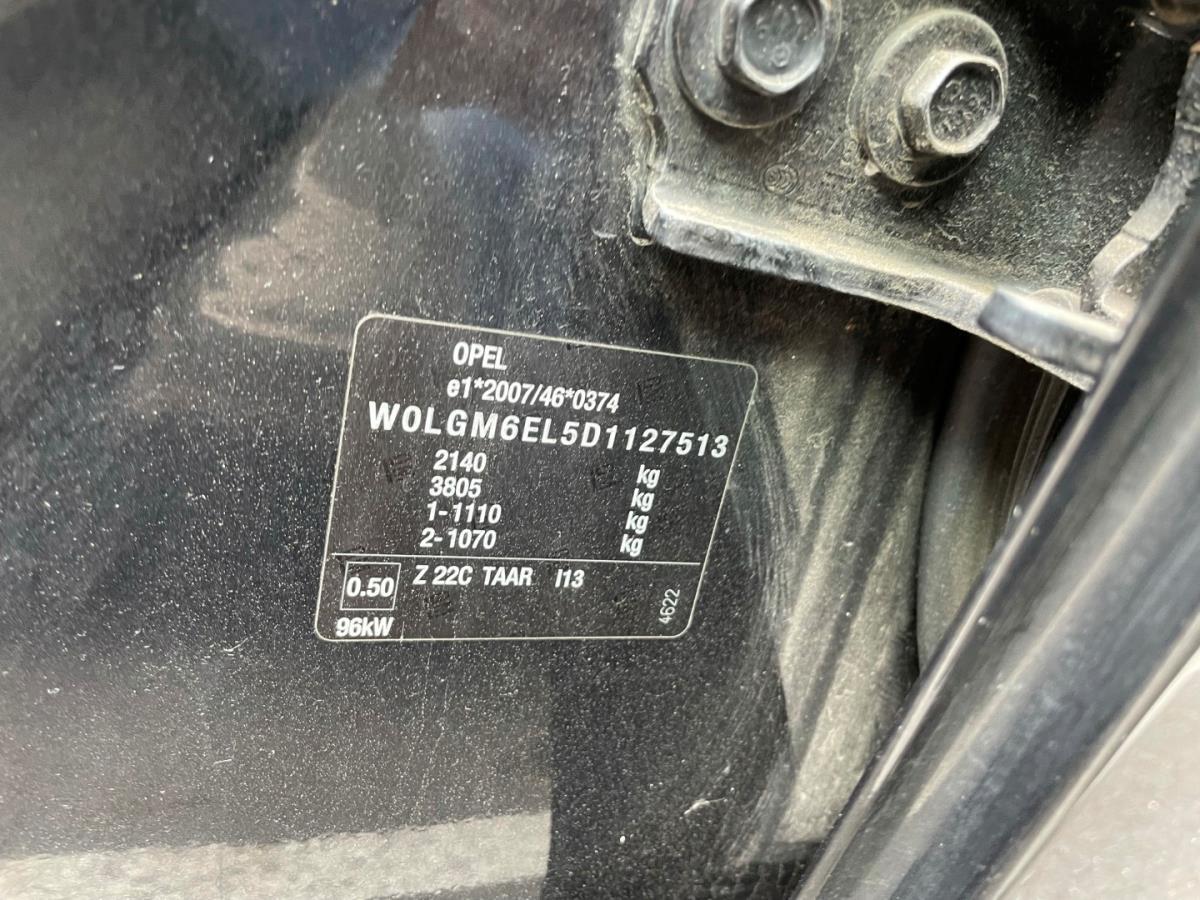 OPEL
e1*2007/46*0374
W0LGM6EL5D1127513
2140 kg
3805 kg
1-1110 kg
2-1070 kg
0.50 Z 22C TAAR I13
96kW 4622